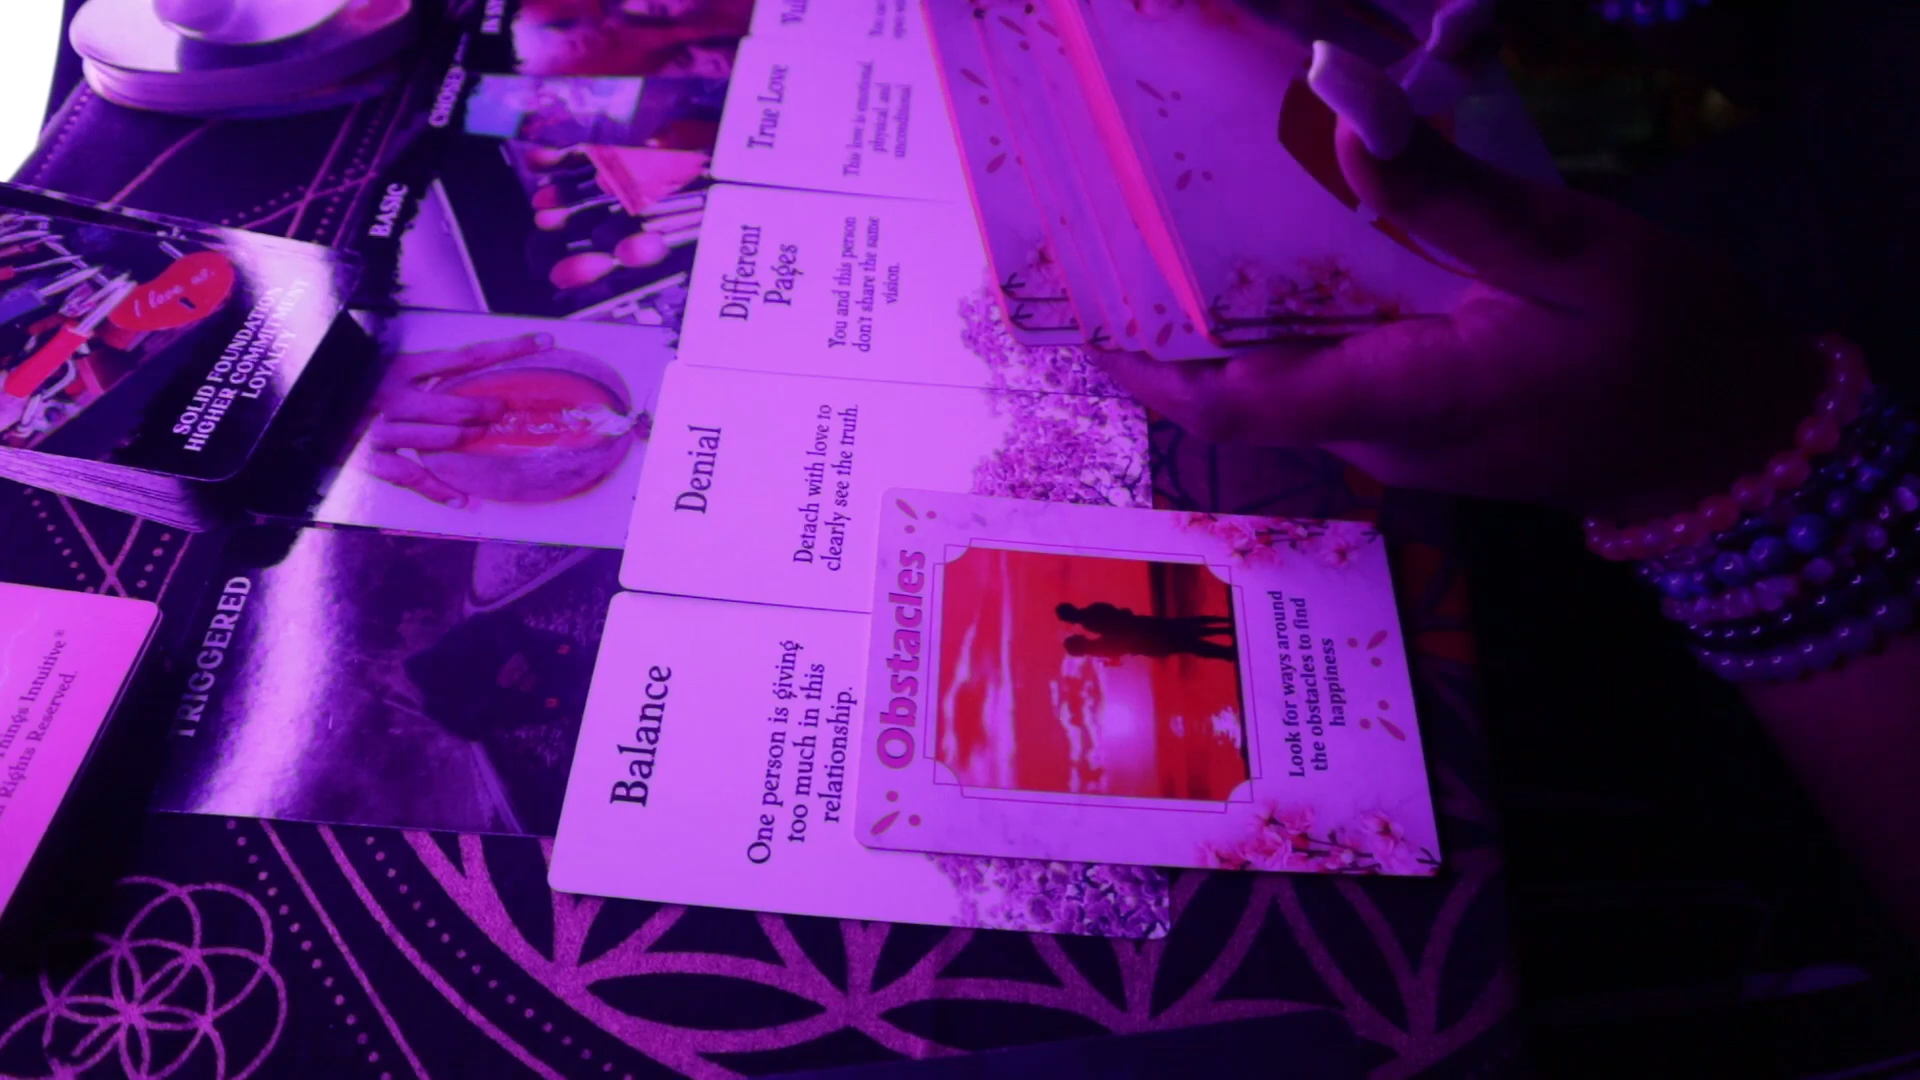 CHOSEN
BASIC
TRIGGERED
SOLID FOUNDATION
HIGHER COMMITMENT
LOYALTY
I love
Things Intuitive®
Rights Reserved.
True Love
This love is emotional,
physical and
unconditional.
Different
Pages
You and this person
don't share the same
vision.
Denial
Detach with love to
clearly see the truth.
Balance
One person is giving
too much in this
relationship.
Obstacles
Look for ways around
the obstacles to find
happiness